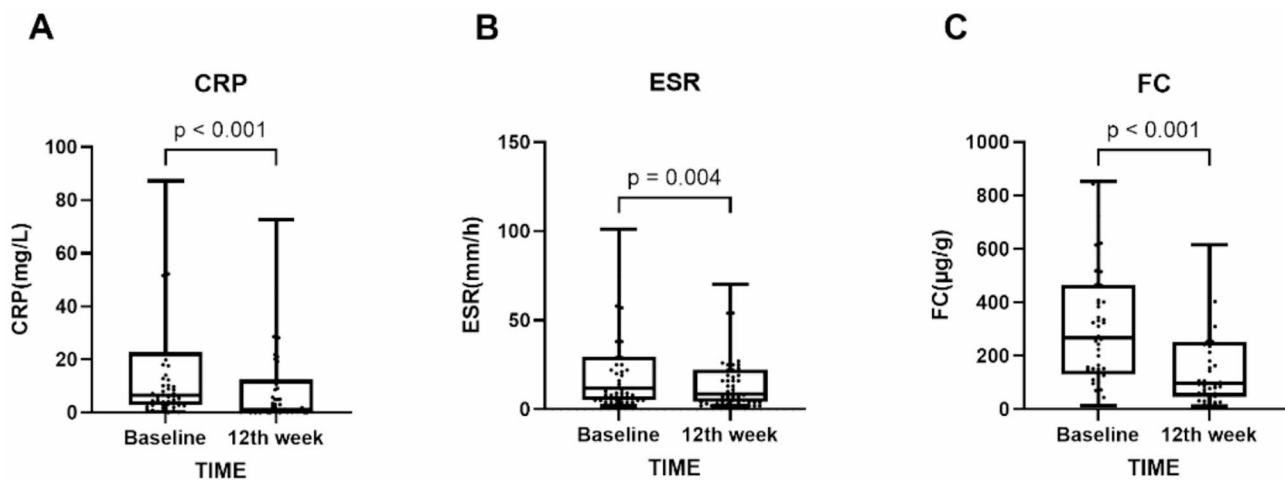 A
CRP
p < 0.001
CRP(mg/L)
100
80
60
40
20
0
Baseline
12th week
TIME
B
ESR
p = 0.004
ESR(mm/h)
150
100
50
0
Baseline
12th week
TIME
C
FC
p < 0.001
FC(µg/g)
1000
800
600
400
200
0
Baseline
12th week
TIME